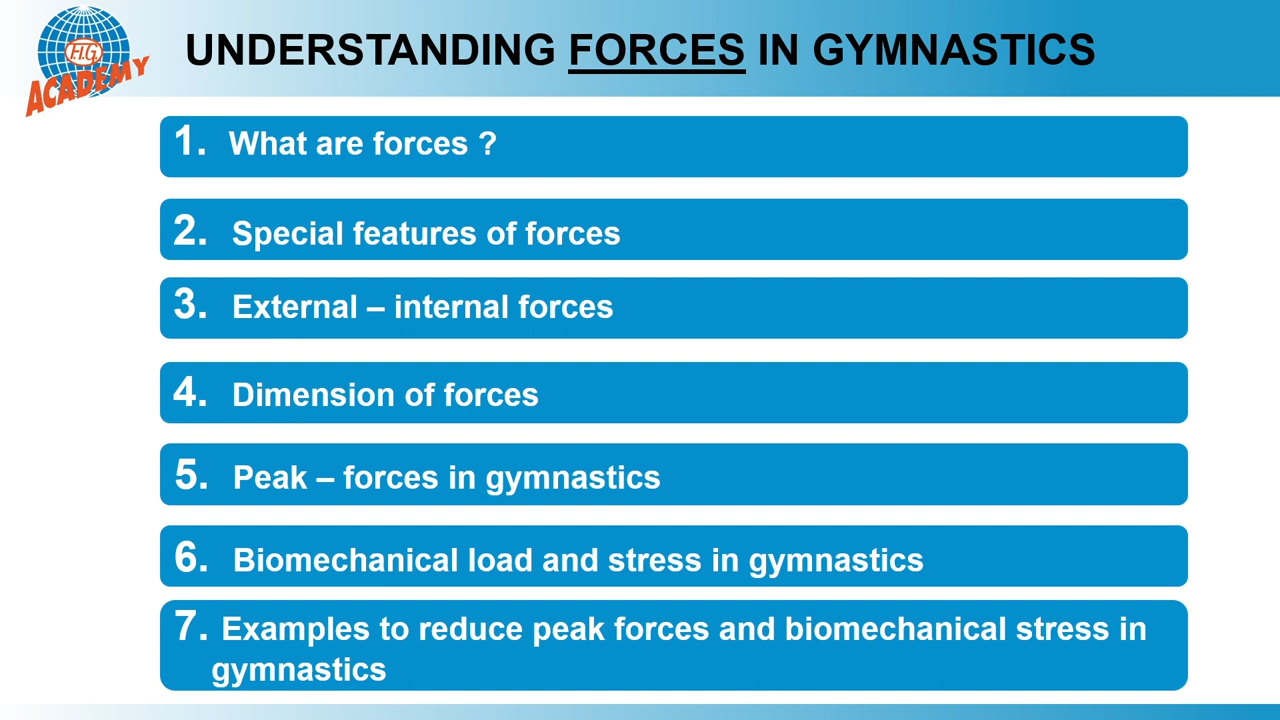 F.I.G.
ACADEMY
UNDERSTANDING FORCES IN GYMNASTICS
1. What are forces ?
2. Special features of forces
3. External – internal forces
4. Dimension of forces
5. Peak – forces in gymnastics
6. Biomechanical load and stress in gymnastics
7. Examples to reduce peak forces and biomechanical stress in
gymnastics